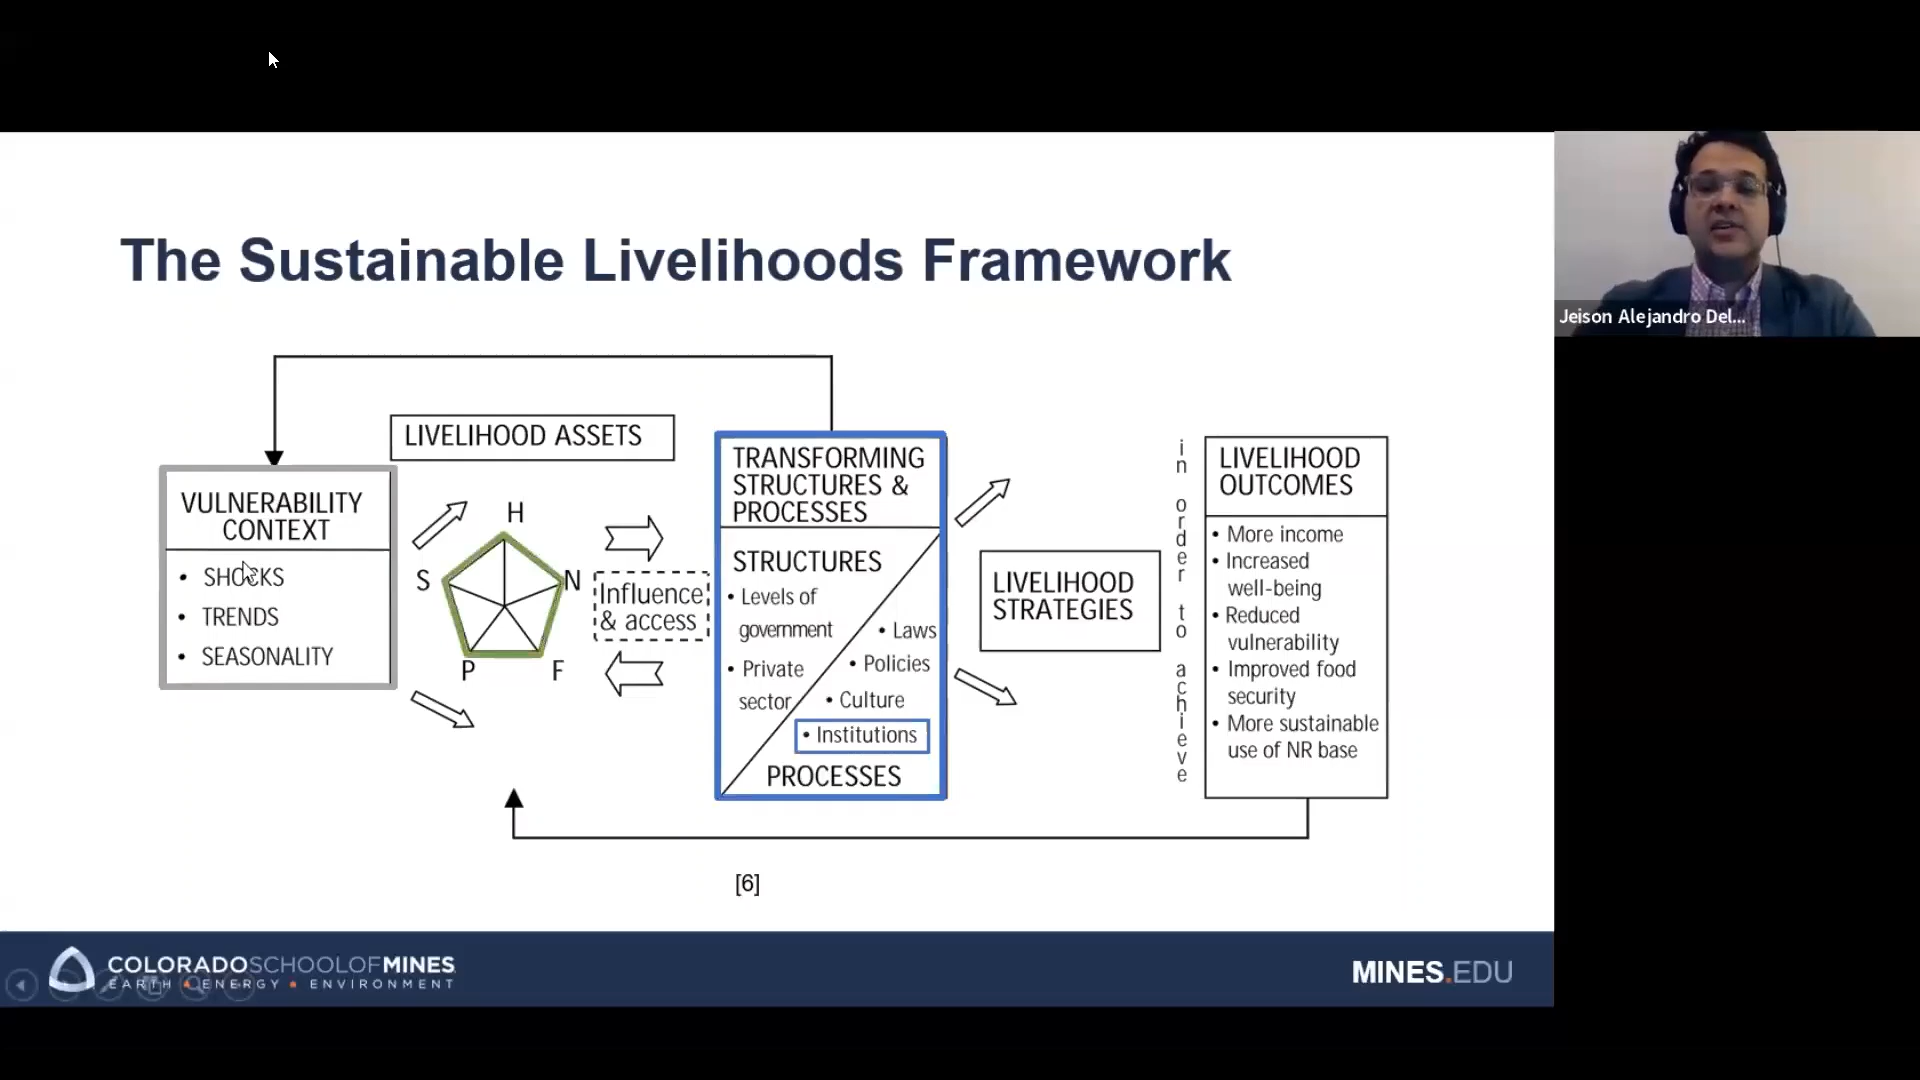 The Sustainable Livelihoods Framework
Jeison Alejandro Del...
VULNERABILITY
CONTEXT
• SHOCKS
• TRENDS
• SEASONALITY
LIVELIHOOD ASSETS
H
S
N
P
F
Influence
& access
TRANSFORMING
STRUCTURES &
PROCESSES
STRUCTURES
• Levels of
government
• Private
sector
• Laws
• Policies
• Culture
• Institutions
PROCESSES
LIVELIHOOD
STRATEGIES
in order to achieve
LIVELIHOOD
OUTCOMES
• More income
• Increased
well-being
• Reduced
vulnerability
• Improved food
security
• More sustainable
use of NR base
[6]
COLORADOSCHOOLOFMINES
EARTH • ENERGY • ENVIRONMENT
MINES.EDU